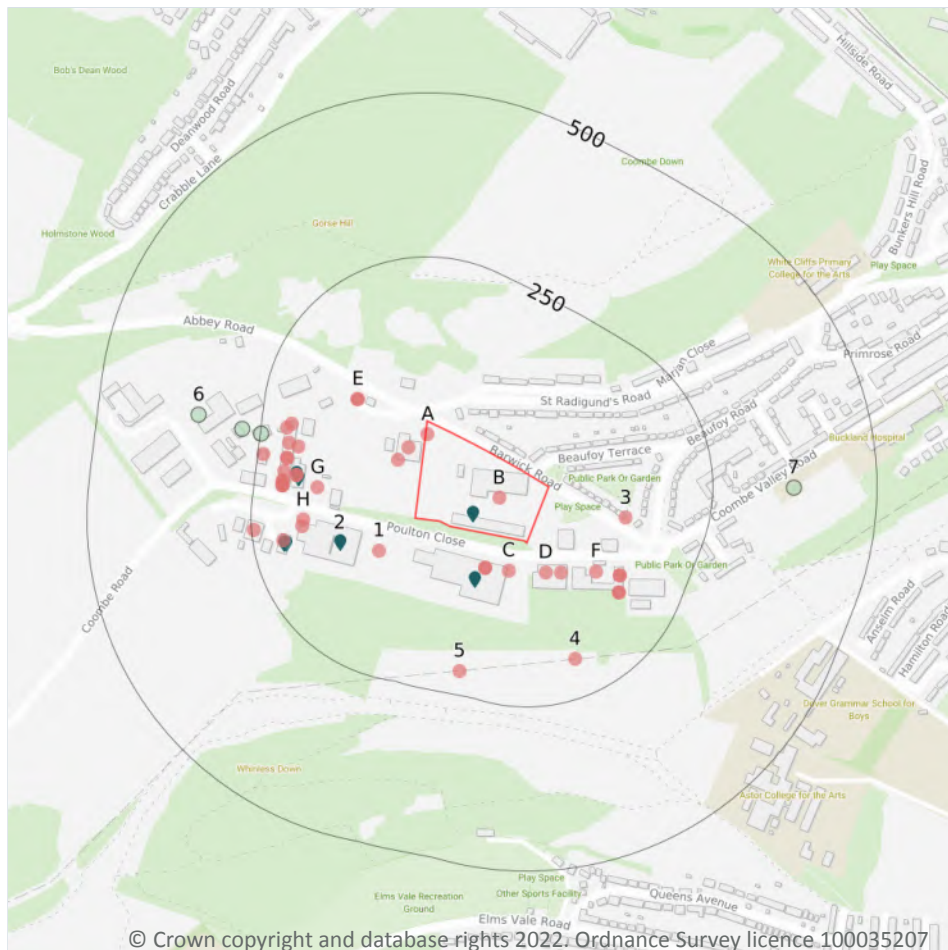 Hillside Road
Bob's Dean Wood
Deanwood Road
500
Coombe Down
Crabble Lane
Bunkers Hill Road
Gorse Hill
Holmstone Wood
White Cliffs Primary
College for the Arts
Play Space
250
Abbey Road
Primrose Road
Marjan Close
E
St Radigund's Road
6
A
Beaufoy Road
Buckland Hospital
Barwick Road
Beaufoy Terrace
Coombe Valley Road
G
B
Public Park Or Garden
7
H
Play Space
3
2
1
Poulton Close
C
D
F
Public Park Or Garden
Coombe Road
Anselm Road
Hamilton Road
5
4
Dover Grammar School for
Boys
Whinless Down
Astor College for the Arts
Play Space
Other Sports Facility
Elms Vale Recreation
Ground
Queens Avenue
Elms Vale Road
© Crown copyright and database rights 2022. Ordnance Survey licence 100035207